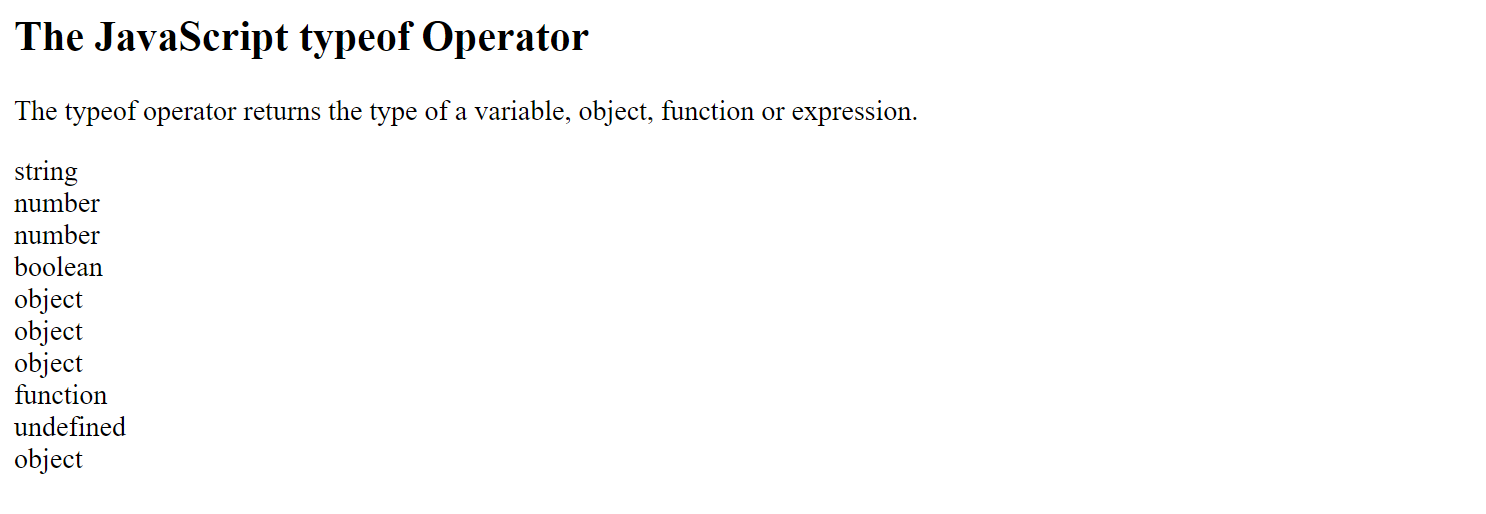 The JavaScript typeof Operator
The typeof operator returns the type of a variable, object, function or expression.
string
number
number
boolean
object
object
object
function
undefined
object